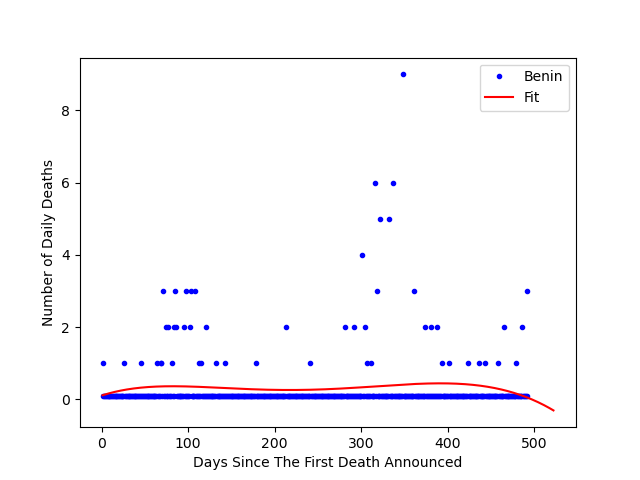 Benin
Fit
8
6
4
2
0
Number of Daily Deaths
0 100 200 300 400 500
Days Since The First Death Announced